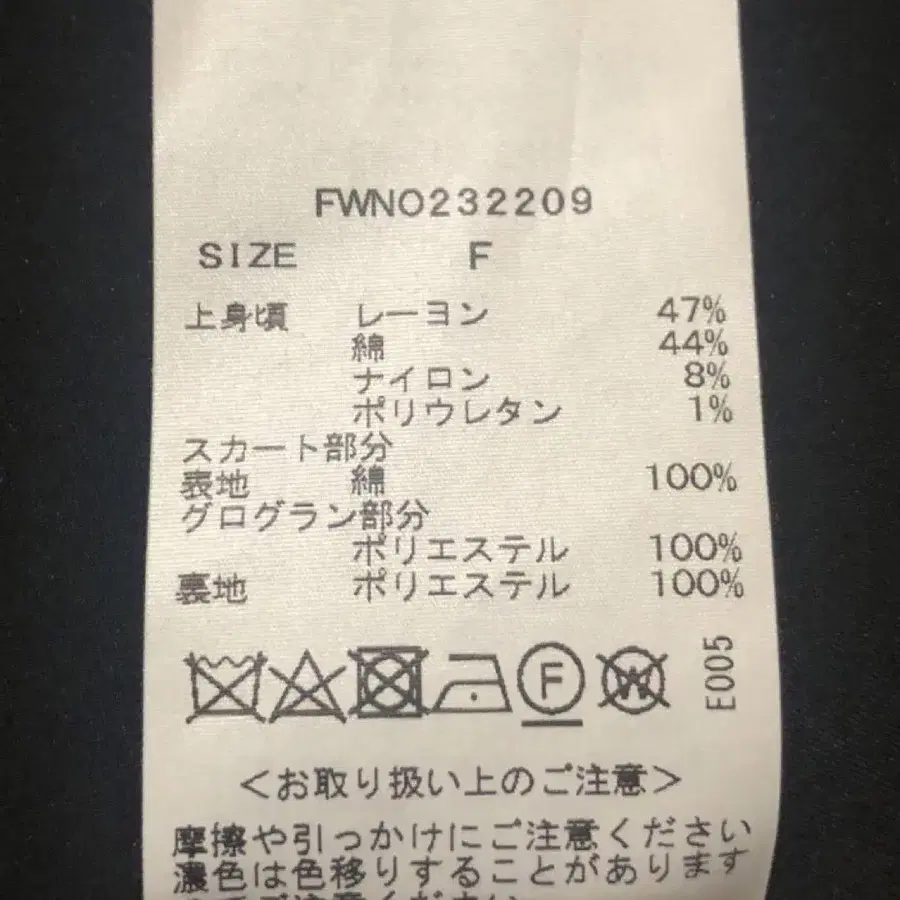 FWNO232209
SIZE F
上身頃 レーヨン 47%
綿 44%
ナイロン 8%
ポリウレタン 1%
スカート部分
表地 綿 100%
グログラン部分
ポリエステル 100%
裏地 ポリエステル 100%
F W E005
<お取り扱い上のご注意>
摩擦や引っかけにご注意ください
濃色は色移りすることがあります